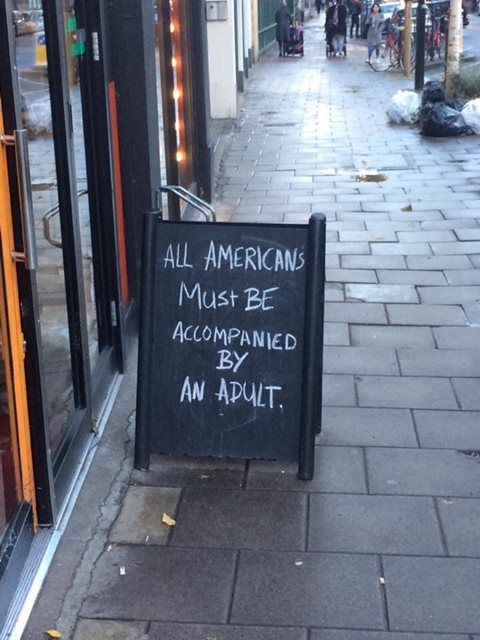 ALL AMERICANS
MUST BE
ACCOMPANIED
BY
AN ADULT.